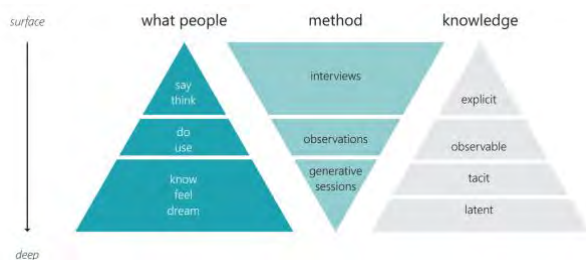 surface
what people
method
knowledge
say
think
interviews
explicit
do
use
observations
observable
know
feel
dream
generative
sessions
tacit
latent
deep